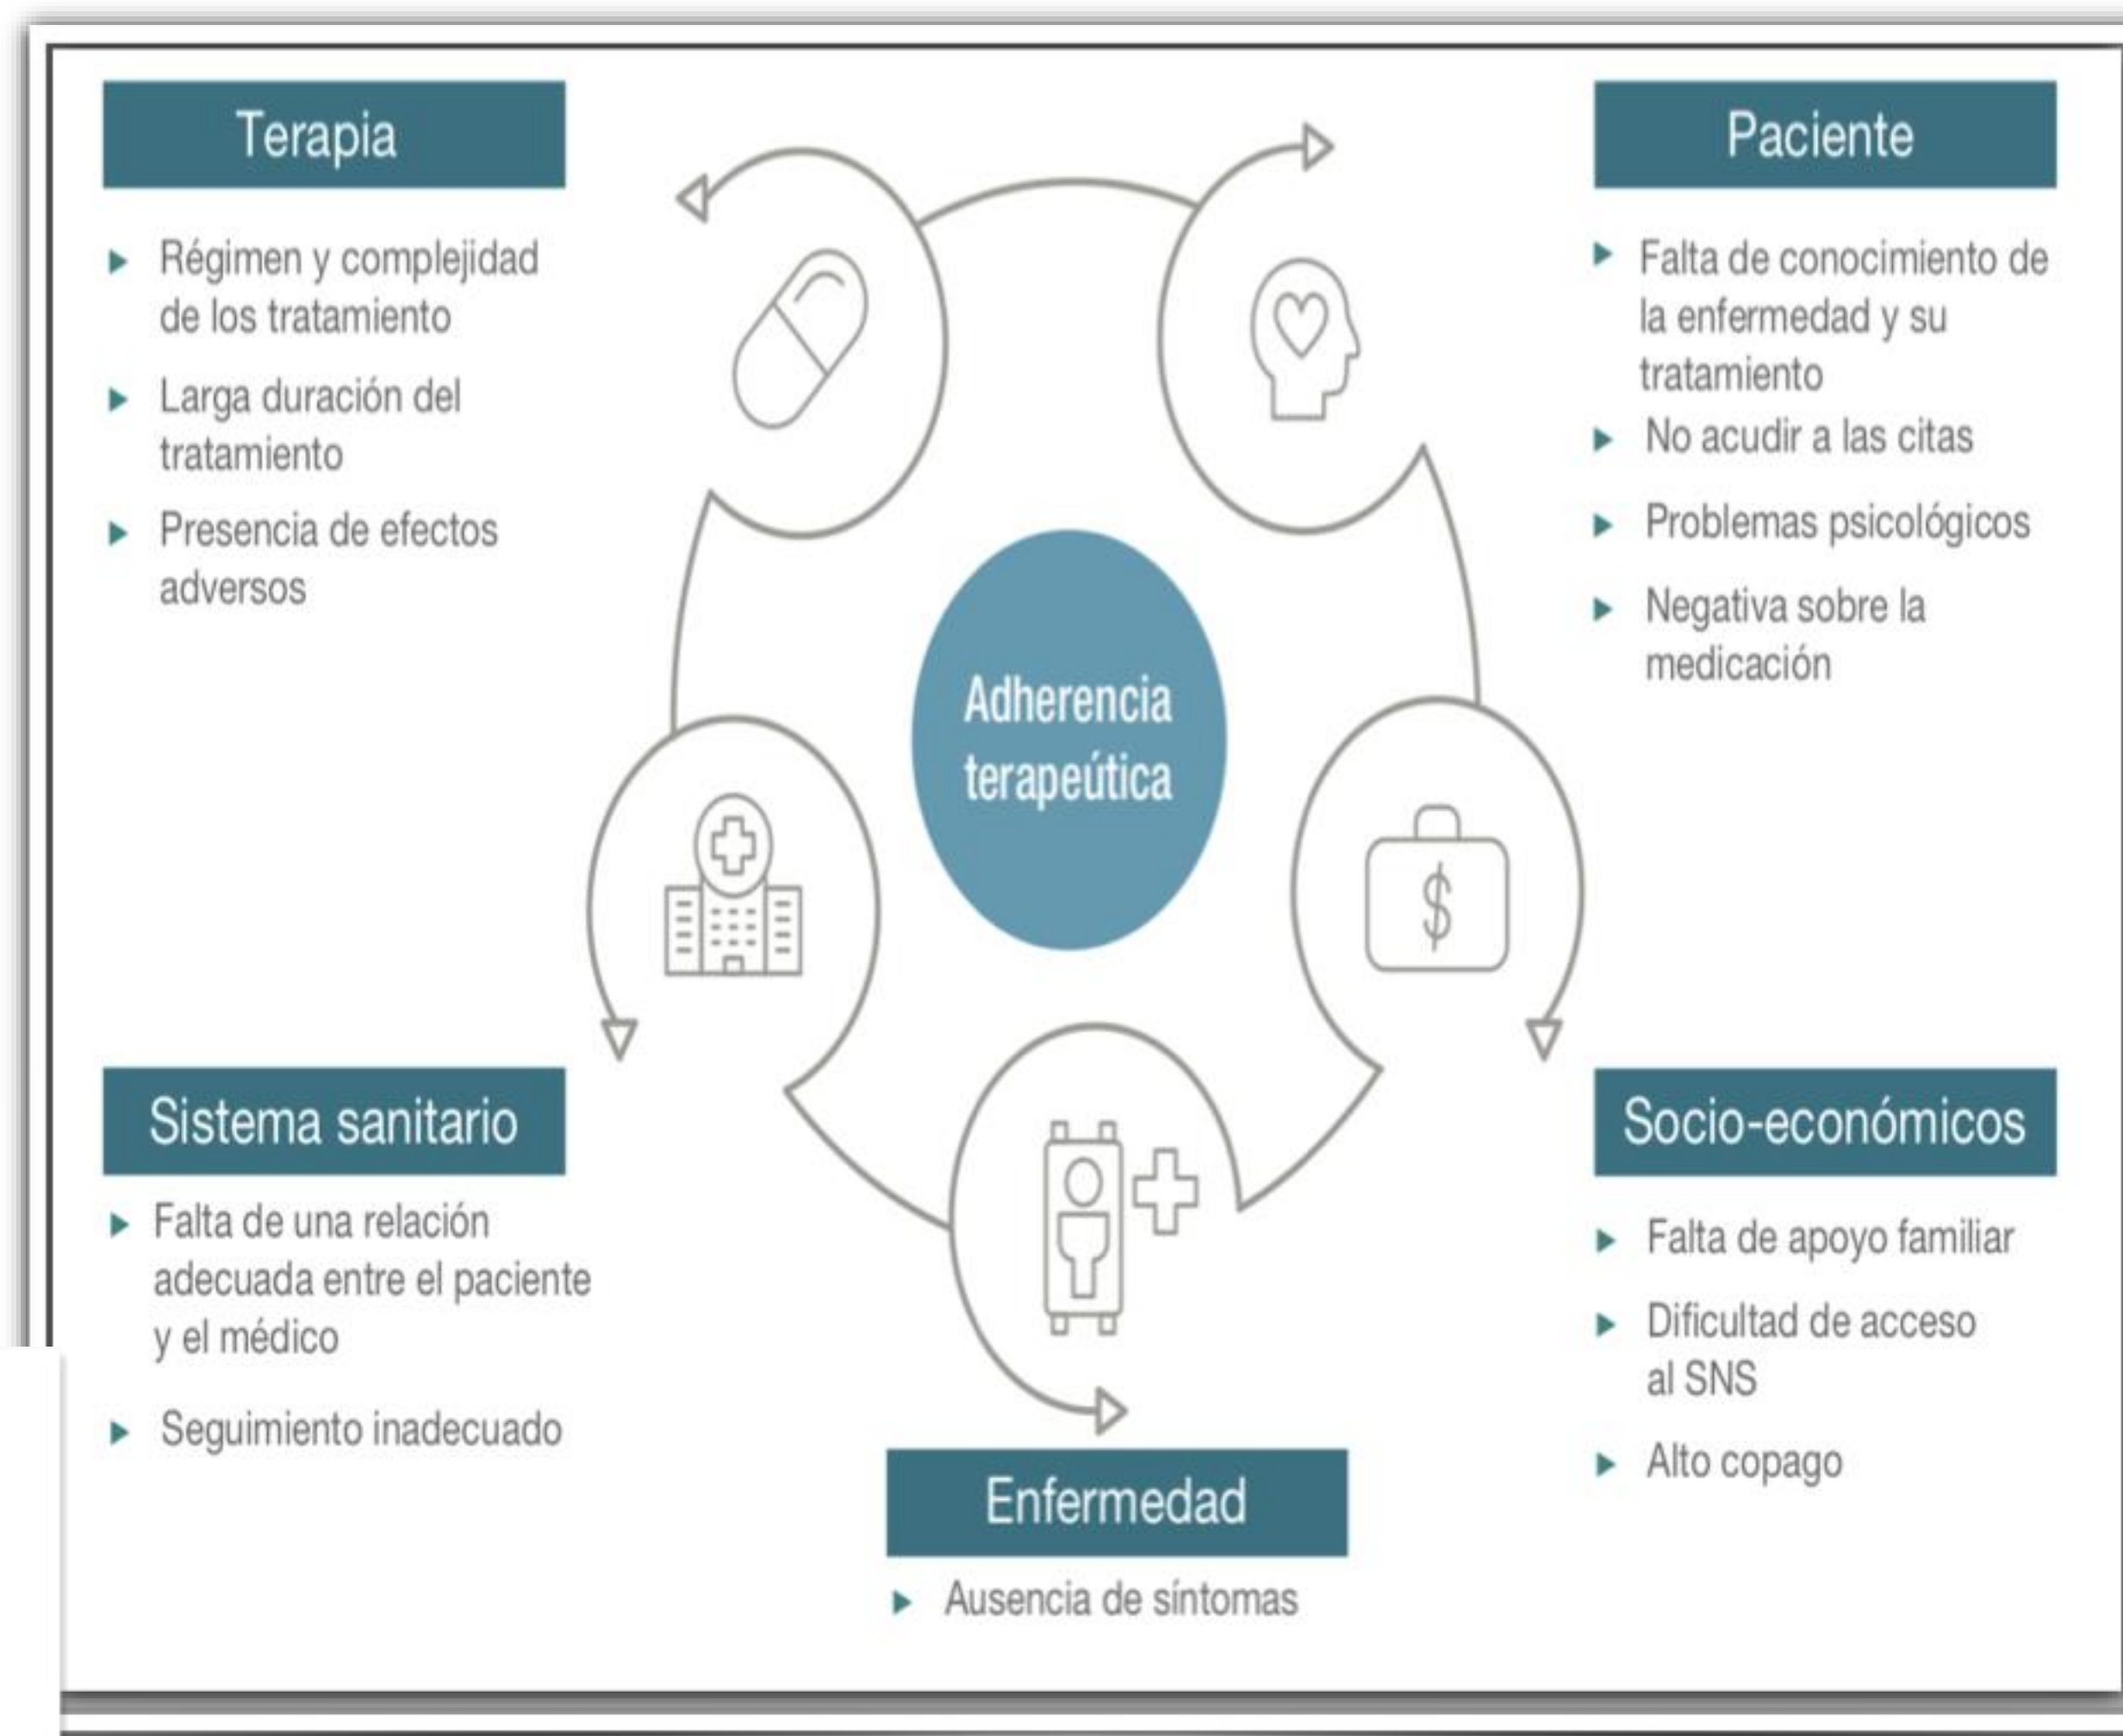 Terapia
Régimen y complejidad
de los tratamiento
Larga duración del
tratamiento
Presencia de efectos
adversos
Paciente
Falta de conocimiento de
la enfermedad y su
tratamiento
No acudir a las citas
Problemas psicológicos
Negativa sobre la
medicación
Adherencia
terapeútica
$
Sistema sanitario
Falta de una relación
adecuada entre el paciente
y el médico
Seguimiento inadecuado
Socio-económicos
Falta de apoyo familiar
Dificultad de acceso
al SNS
Alto copago
Enfermedad
Ausencia de síntomas